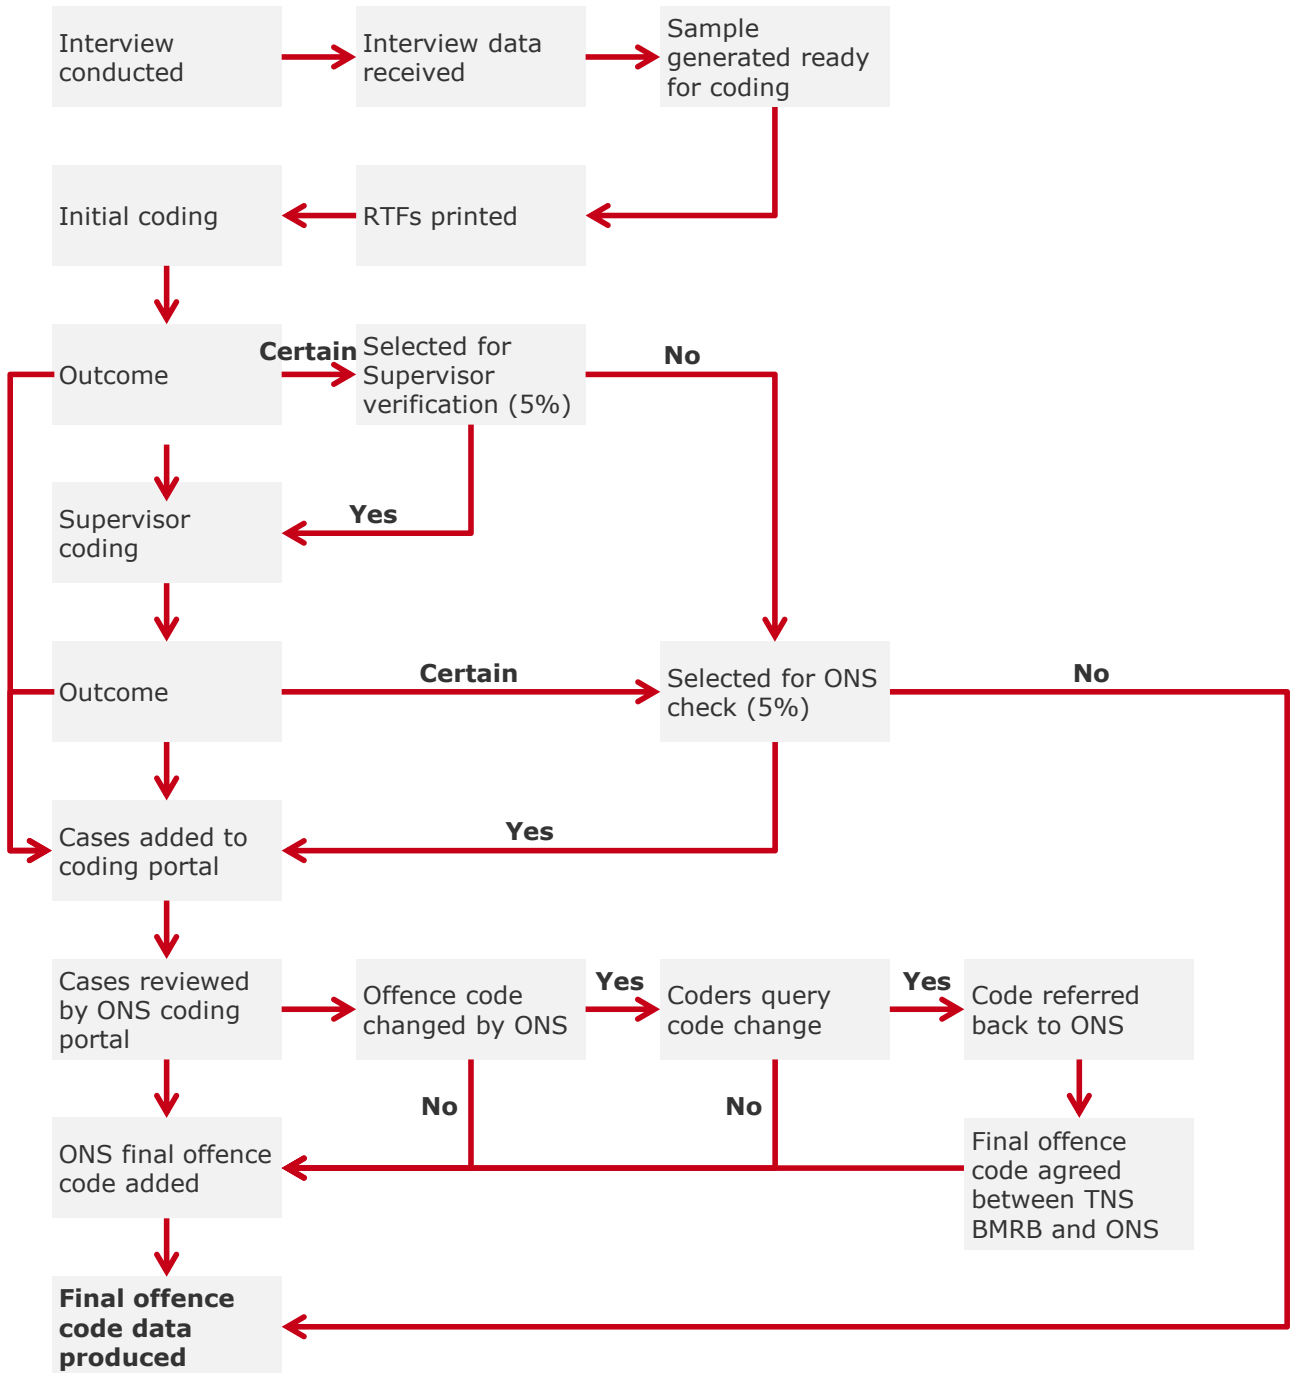 Interview
conducted
Interview data
received
Sample
generated ready
for coding
Initial coding
RTFs printed
Outcome
Certain
Selected for
Supervisor
verification (5%)
No
Supervisor
coding
Yes
Outcome
Certain
Selected for ONS
check (5%)
No
Cases added to
coding portal
Yes
Cases reviewed
by ONS coding
portal
Offence code
changed by ONS
Yes
Coders query
code change
Yes
Code referred
back to ONS
No
No
ONS final offence
code added
Final offence
code agreed
between TNS
BMRB and ONS
Final offence
code data
produced